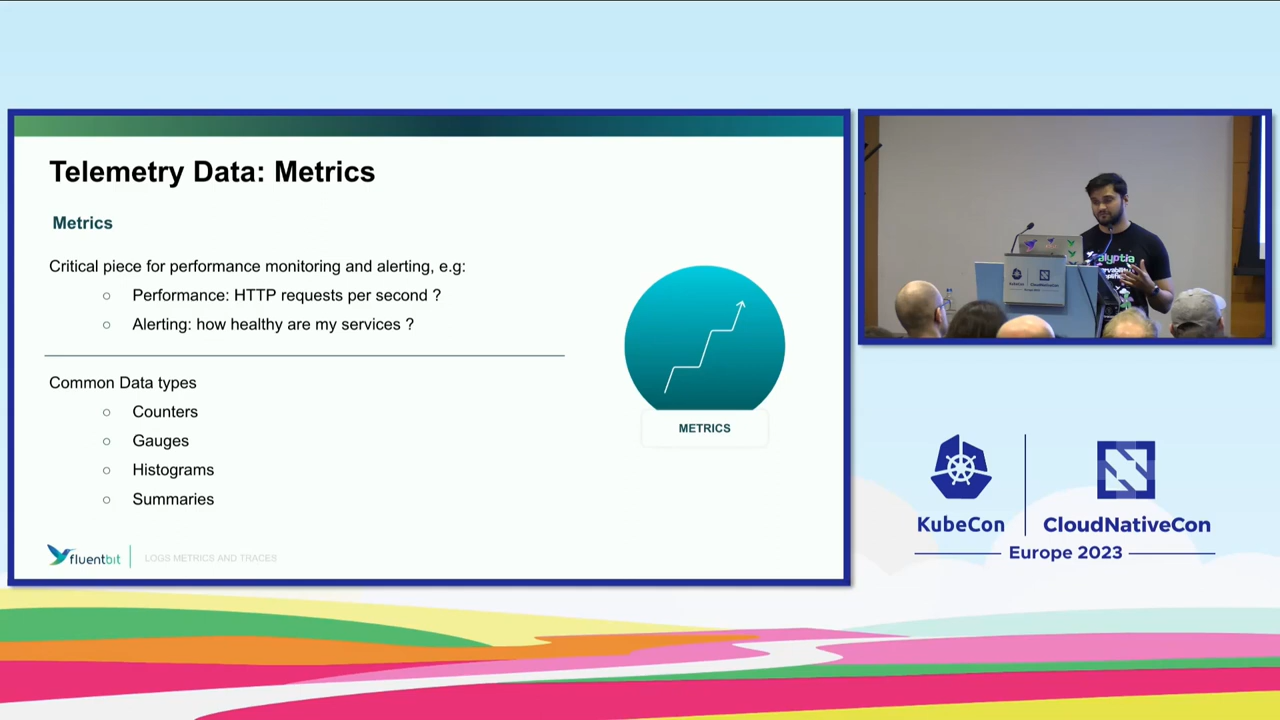 Telemetry Data: Metrics
Metrics
Critical piece for performance monitoring and alerting, e.g:
Performance: HTTP requests per second ?
Alerting: how healthy are my services ?
Common Data types
Counters
Gauges
Histograms
Summaries
METRICS
fluentbit
LOGS METRICS AND TRACES
alyptia
KubeCon
CloudNativeCon
Europe 2023